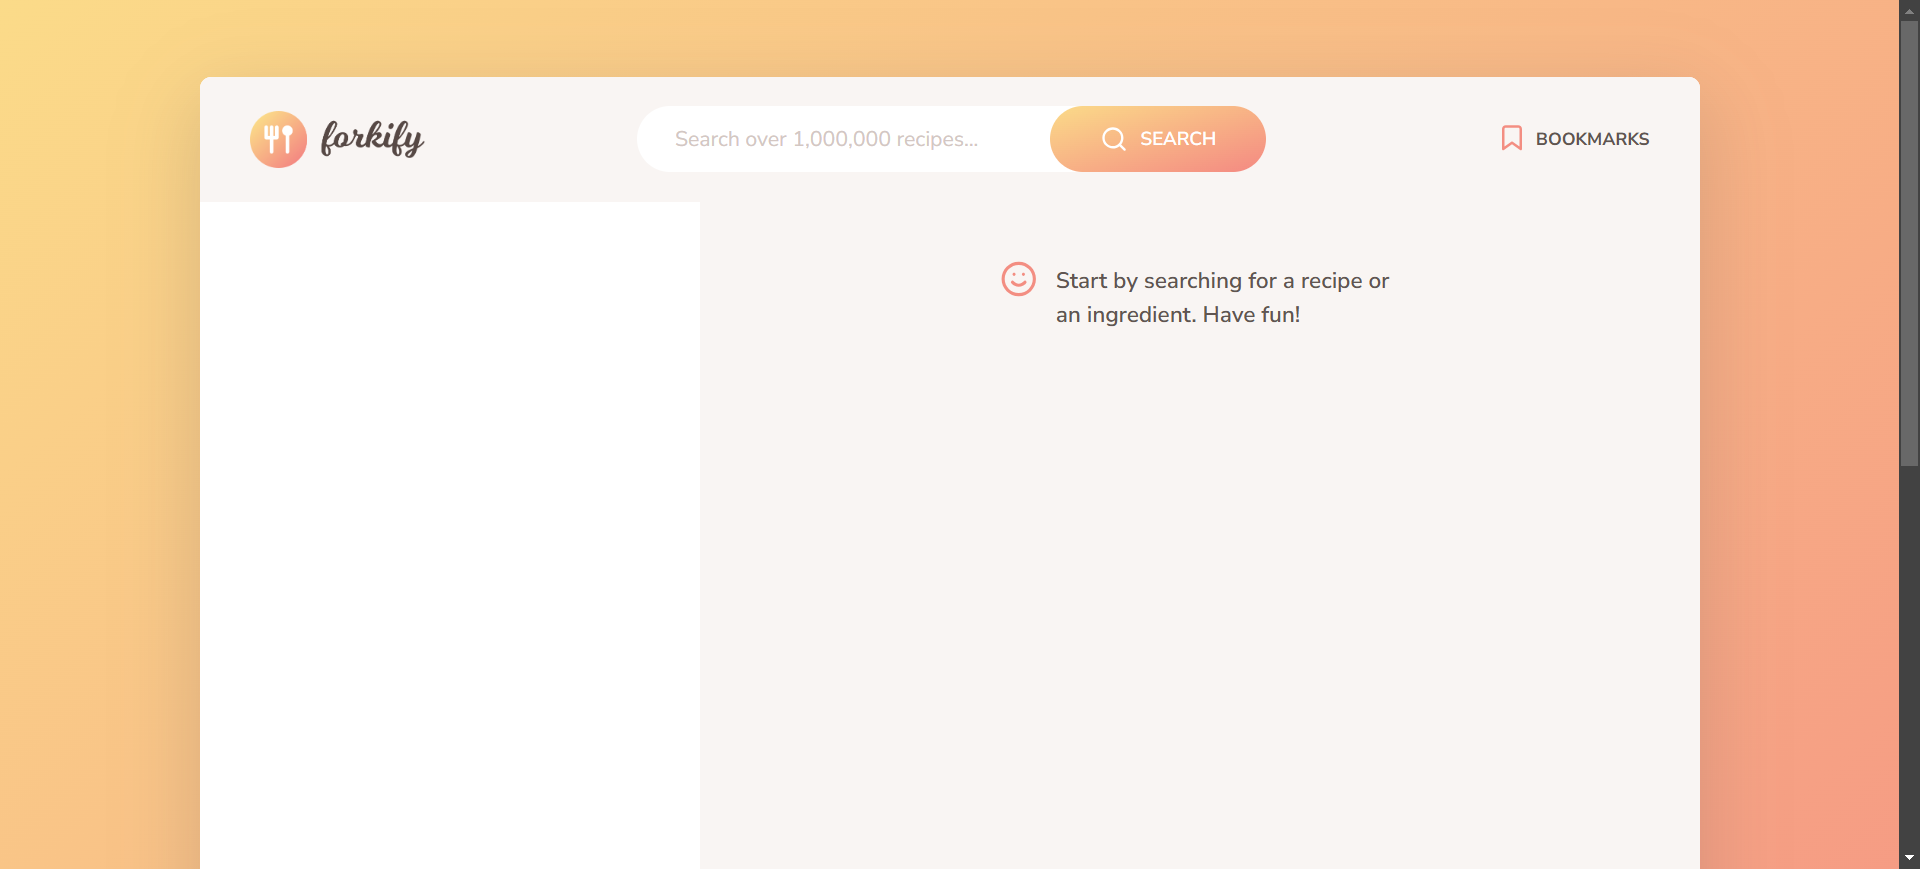 forkify
Search over 1,000,000 recipes...
SEARCH
BOOKMARKS
Start by searching for a recipe or
an ingredient. Have fun!